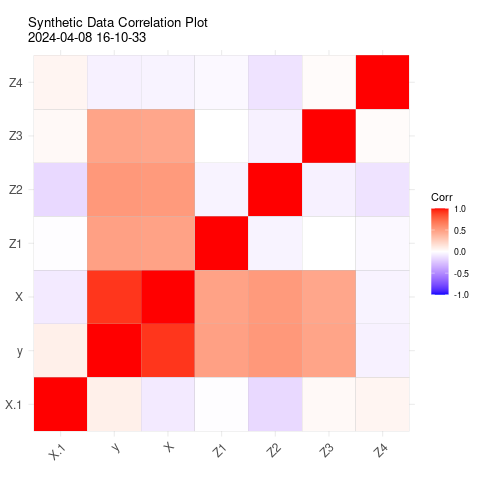 Synthetic Data Correlation Plot
2024-04-08 16-10-33
Z4
Z3
Z2
Z1
X
y
X.1
X.1
y
X
Z1
Z2
Z3
Z4
Corr
1.0
0.5
0.0
-0.5
-1.0